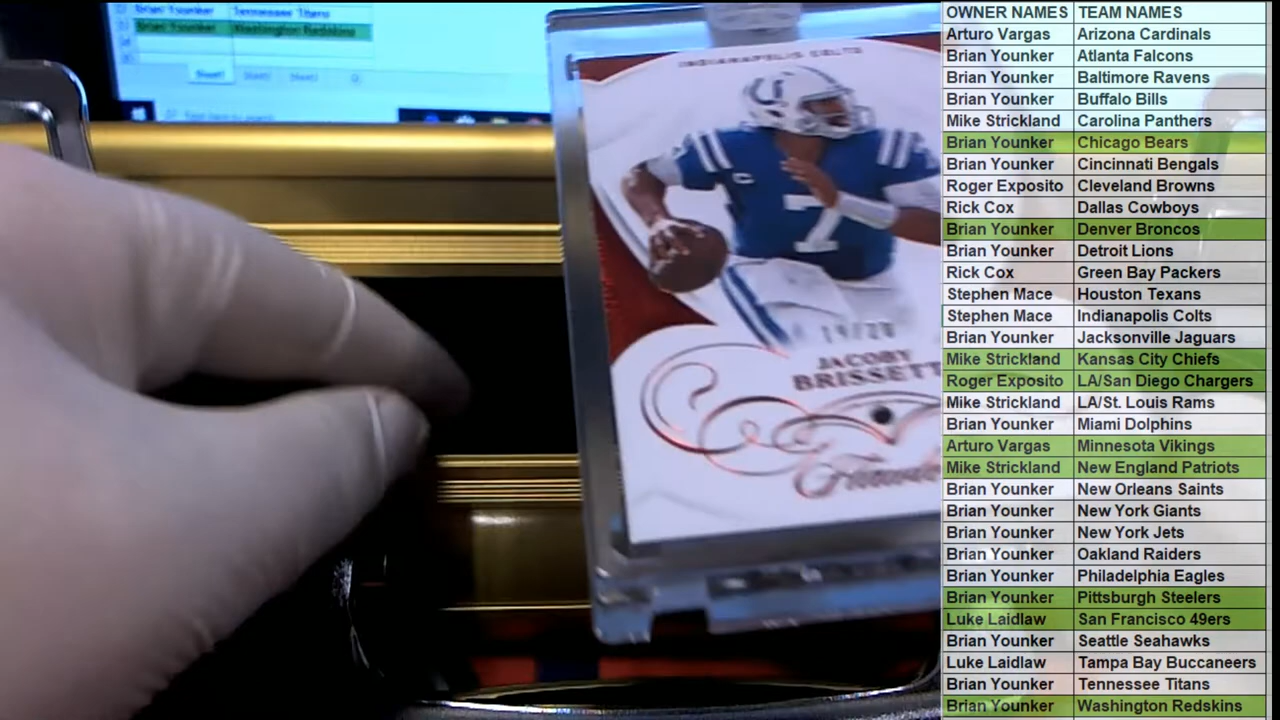 Brian Younker Tennessee Titans
Brian Younker Washington Redskins
INDIANAPOLIS COLTS
7
19/20
JACOBY
BRISSETT
OWNER NAMES TEAM NAMES
Arturo Vargas Arizona Cardinals
Brian Younker Atlanta Falcons
Brian Younker Baltimore Ravens
Brian Younker Buffalo Bills
Mike Strickland Carolina Panthers
Brian Younker Chicago Bears
Brian Younker Cincinnati Bengals
Roger Exposito Cleveland Browns
Rick Cox Dallas Cowboys
Brian Younker Denver Broncos
Brian Younker Detroit Lions
Rick Cox Green Bay Packers
Stephen Mace Houston Texans
Stephen Mace Indianapolis Colts
Brian Younker Jacksonville Jaguars
Mike Strickland Kansas City Chiefs
Roger Exposito LA/San Diego Chargers
Mike Strickland LA/St. Louis Rams
Brian Younker Miami Dolphins
Arturo Vargas Minnesota Vikings
Mike Strickland New England Patriots
Brian Younker New Orleans Saints
Brian Younker New York Giants
Brian Younker New York Jets
Brian Younker Oakland Raiders
Brian Younker Philadelphia Eagles
Brian Younker Pittsburgh Steelers
Luke Laidlaw San Francisco 49ers
Brian Younker Seattle Seahawks
Luke Laidlaw Tampa Bay Buccaneers
Brian Younker Tennessee Titans
Brian Younker Washington Redskins